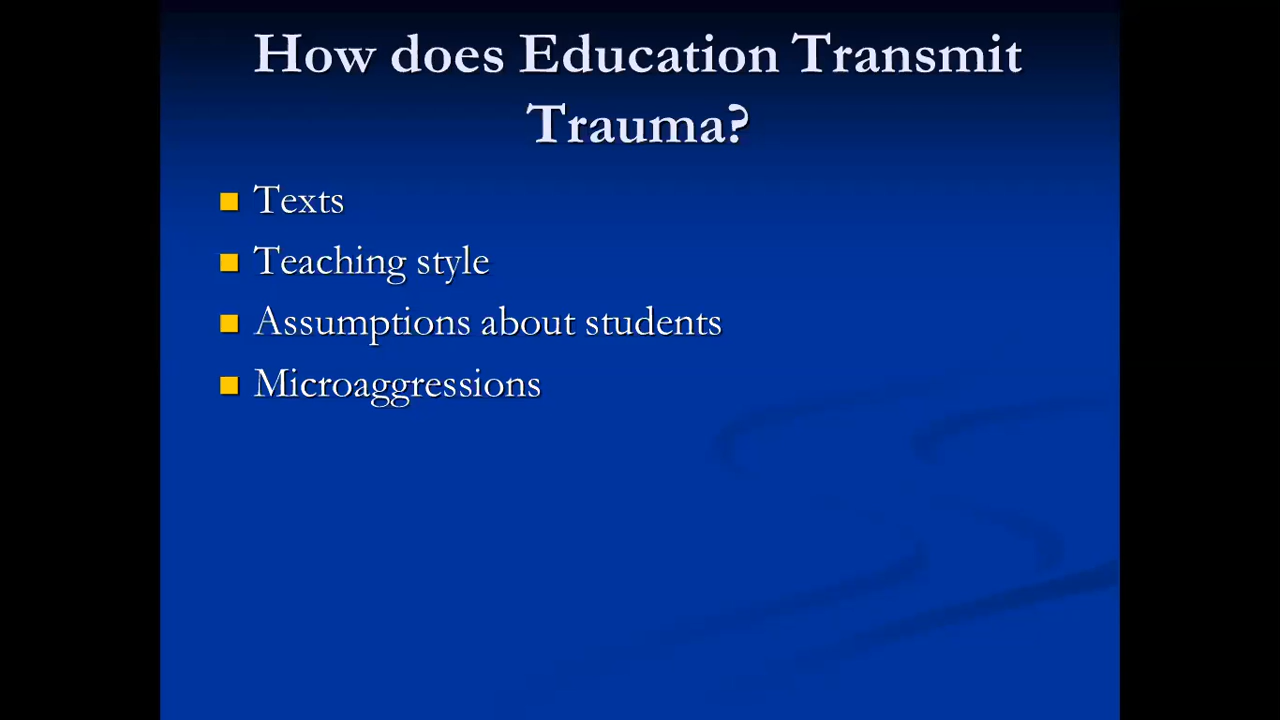 How does Education Transmit
Trauma?
Texts
Teaching style
Assumptions about students
Microaggressions